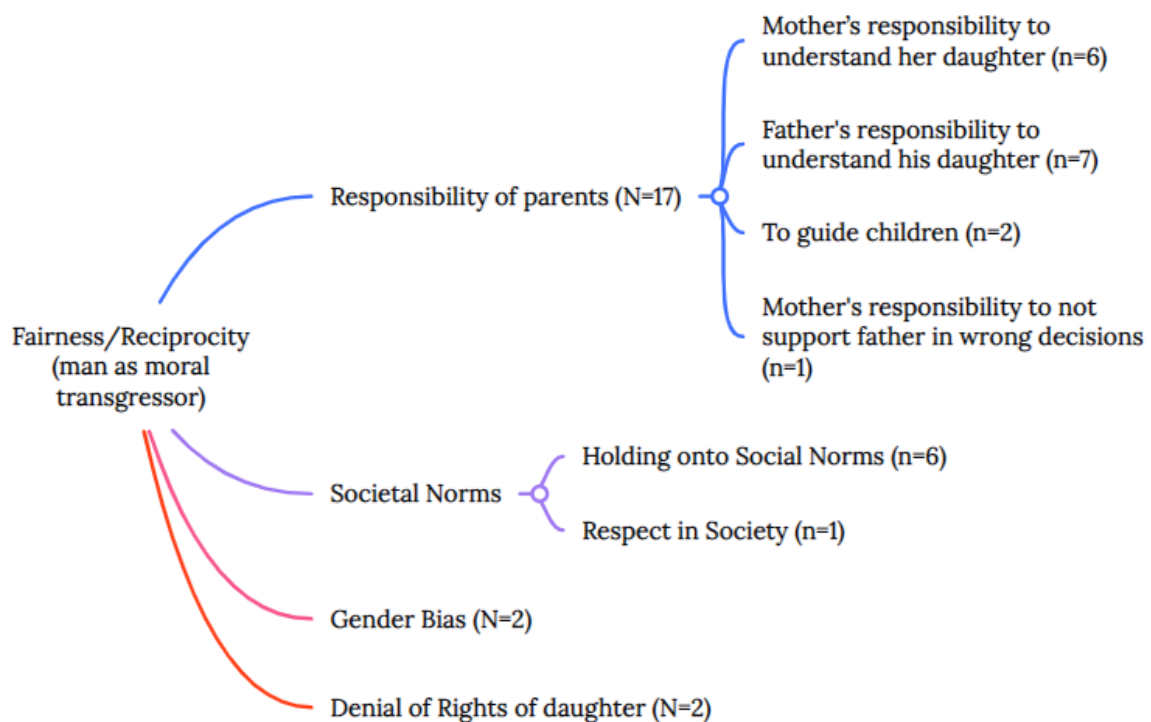 Fairness/Reciprocity
(man as moral
transgressor)
Responsibility of parents (N=17)
Mother’s responsibility to
understand her daughter (n=6)
Father's responsibility to
understand his daughter (n=7)
To guide children (n=2)
Mother's responsibility to not
support father in wrong decisions
(n=1)
Societal Norms
Holding onto Social Norms (n=6)
Respect in Society (n=1)
Gender Bias (N=2)
Denial of Rights of daughter (N=2)